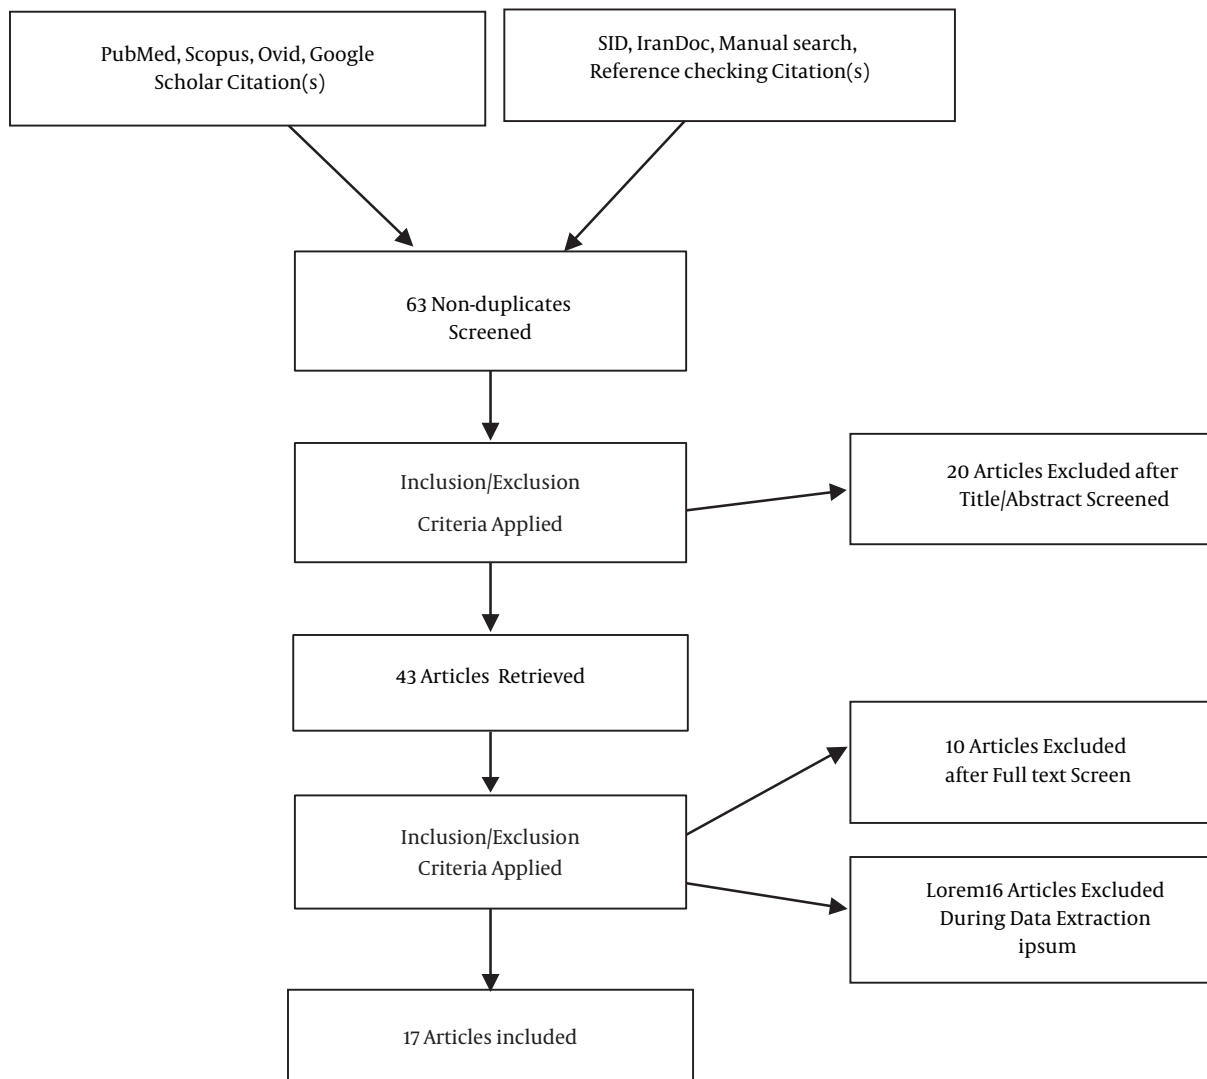 PubMed, Scopus, Ovid, Google
Scholar Citation(s)
SID, IranDoc, Manual search,
Reference checking Citation(s)
63 Non-duplicates
Screened
Inclusion/Exclusion
Criteria Applied
20 Articles Excluded after
Title/Abstract Screened
43 Articles Retrieved
10 Articles Excluded
after Full text Screen
Inclusion/Exclusion
Criteria Applied
Lorem16 Articles Excluded
During Data Extraction
ipsum
17 Articles included